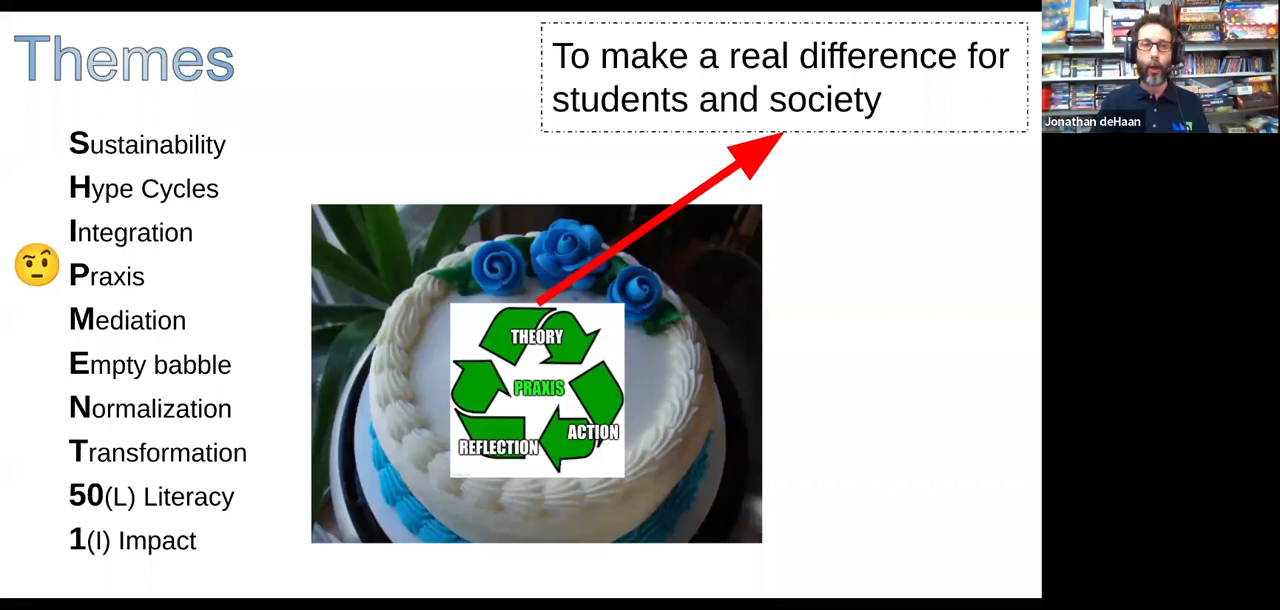 Themes
To make a real difference for
students and society
Jonathan deHaan
Sustainability
Hype Cycles
Integration
Praxis
Mediation
Empty babble
Normalization
Transformation
50(L) Literacy
1(I) Impact
THEORY
PRAXIS
ACTION
REFLECTION